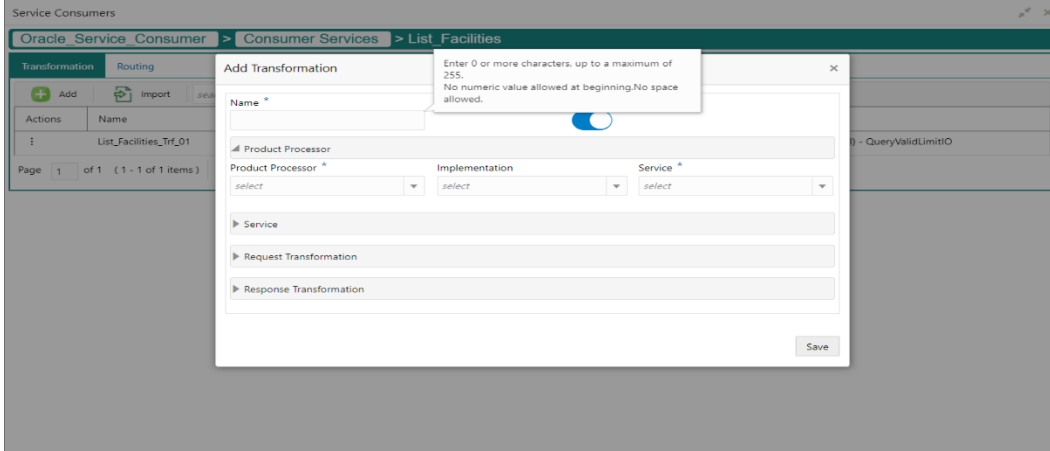 Service Consumers
Oracle_Service_Consumer > Consumer Services > List_Facilities
Transformation Routing
Add Import
Actions Name
List_Facilities_Trf_01 - QueryValidLimitIO
Page 1 of 1 ( 1 - 1 of 1 items )
Add Transformation
Enter 0 or more characters, up to a maximum of
255.
No numeric value allowed at beginning.No space
allowed.
Name *
Product Processor
Product Processor * Implementation Service *
select select select
Service
Request Transformation
Response Transformation
Save